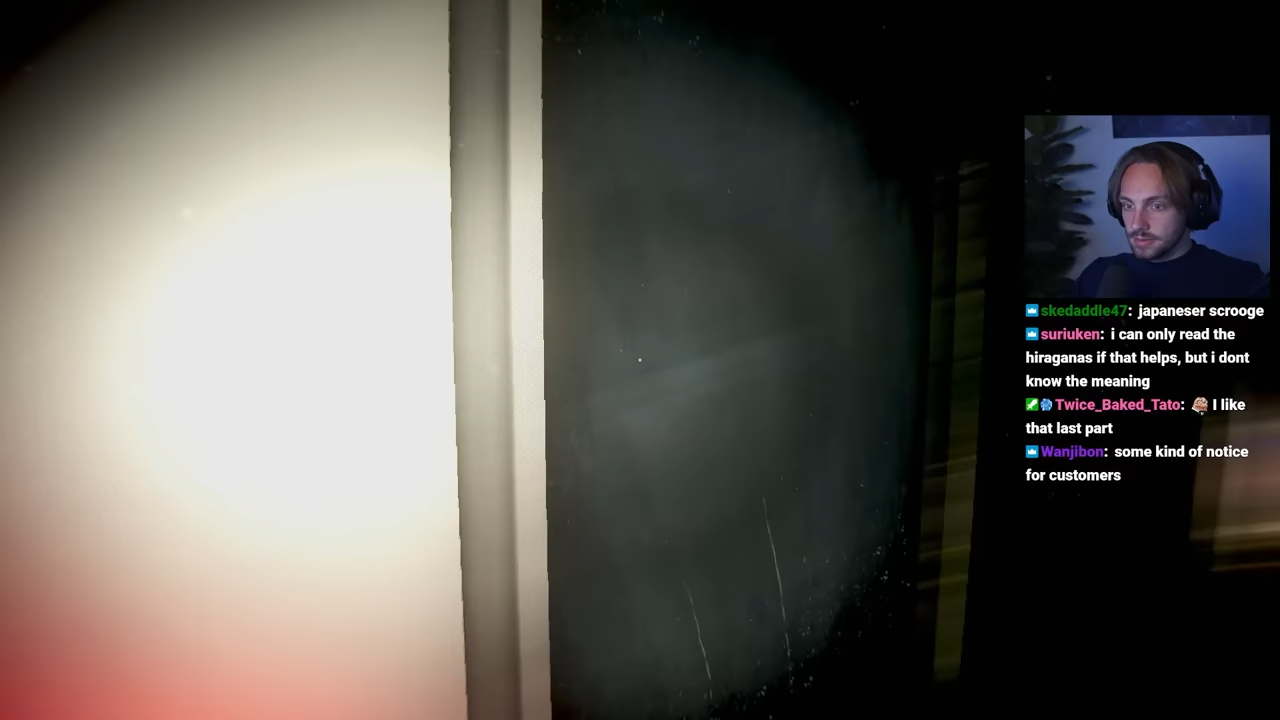 skedaddle47: japaneser scrooge
suriuken: i can only read the
hiraganas if that helps, but i dont
know the meaning
Twice_Baked_Tato: I like
that last part
Wanjibon: some kind of notice
for customers